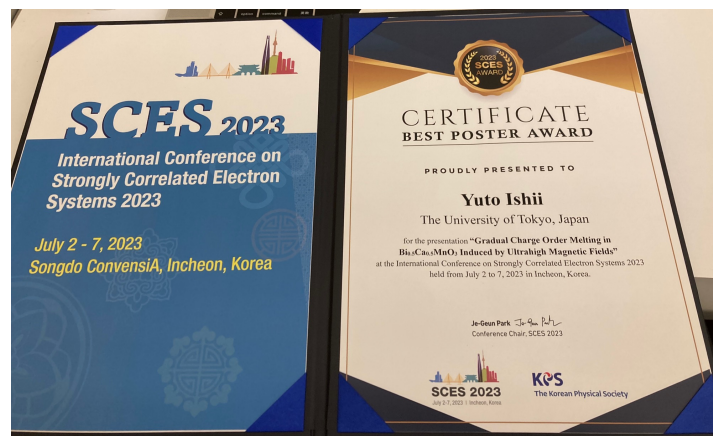 SCES 2023
International Conference on
Strongly Correlated Electron
Systems 2023
July 2 - 7, 2023
Songdo ConvensiA, Incheon, Korea
2023
SCES
AWARD
CERTIFICATE
BEST POSTER AWARD
PROUDLY PRESENTED TO
Yuto Ishii
The University of Tokyo, Japan
for the presentation “Gradual Charge Order Melting in
Bi₀.₅Ca₀.₅MnO₃ Induced by Ultrahigh Magnetic Fields”
at the International Conference on Strongly Correlated Electron Systems 2023
held from July 2 to 7, 2023 in Incheon, Korea.
Je-Geun Park Je-Geun Park
Conference Chair, SCES 2023
SCES 2023
July 2-7, 2023 | Incheon, Korea
KPS
The Korean Physical Society